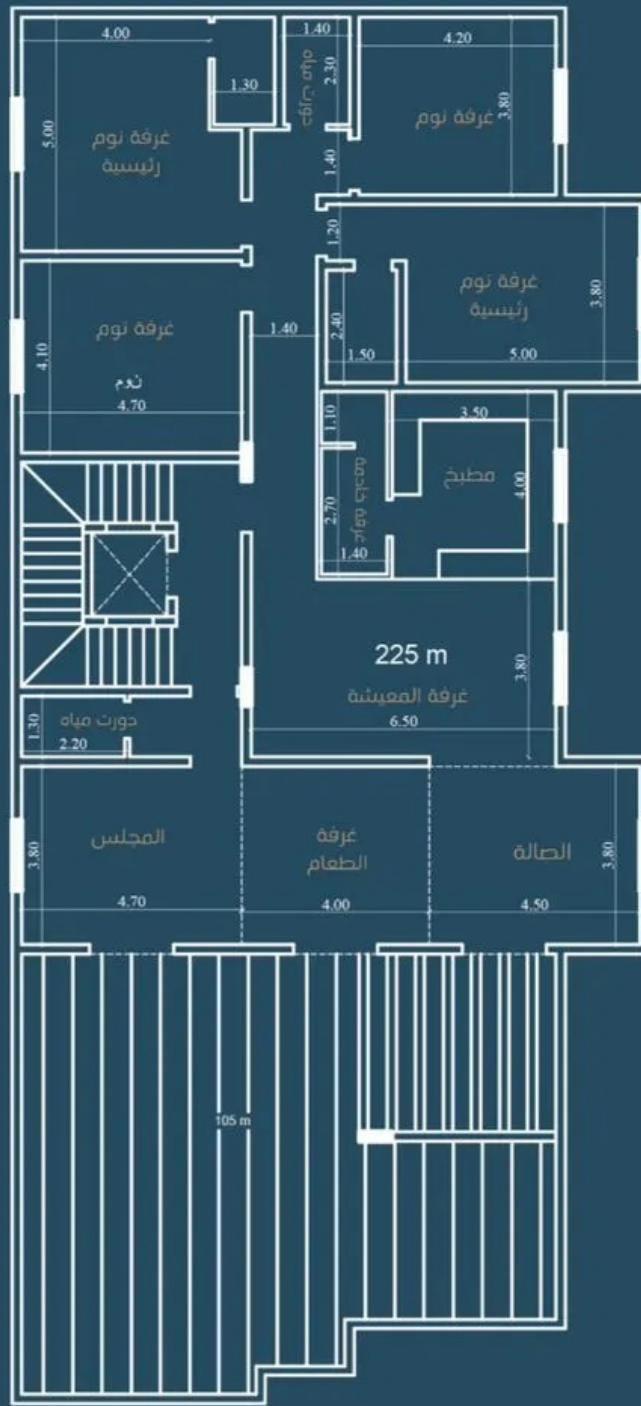 4.00
1.40
4.20
1.30
2.30
دورت مياه
5.00
غرفة نوم
رئيسية
غرفة نوم
3.80
1.40
1.20
غرفة نوم
رئيسية
3.80
4.10
غرفة نوم
نوم
4.70
1.40
2.40
1.50
5.00
1.10
3.50
مطبخ
4.00
2.70
غرفة خادمة
1.40
225 m
غرفة المعيشة
6.50
3.80
1.30
دورت مياه
2.20
3.80
المجلس
غرفة
الطعام
الصالة
3.80
4.70
4.00
4.50
105 m